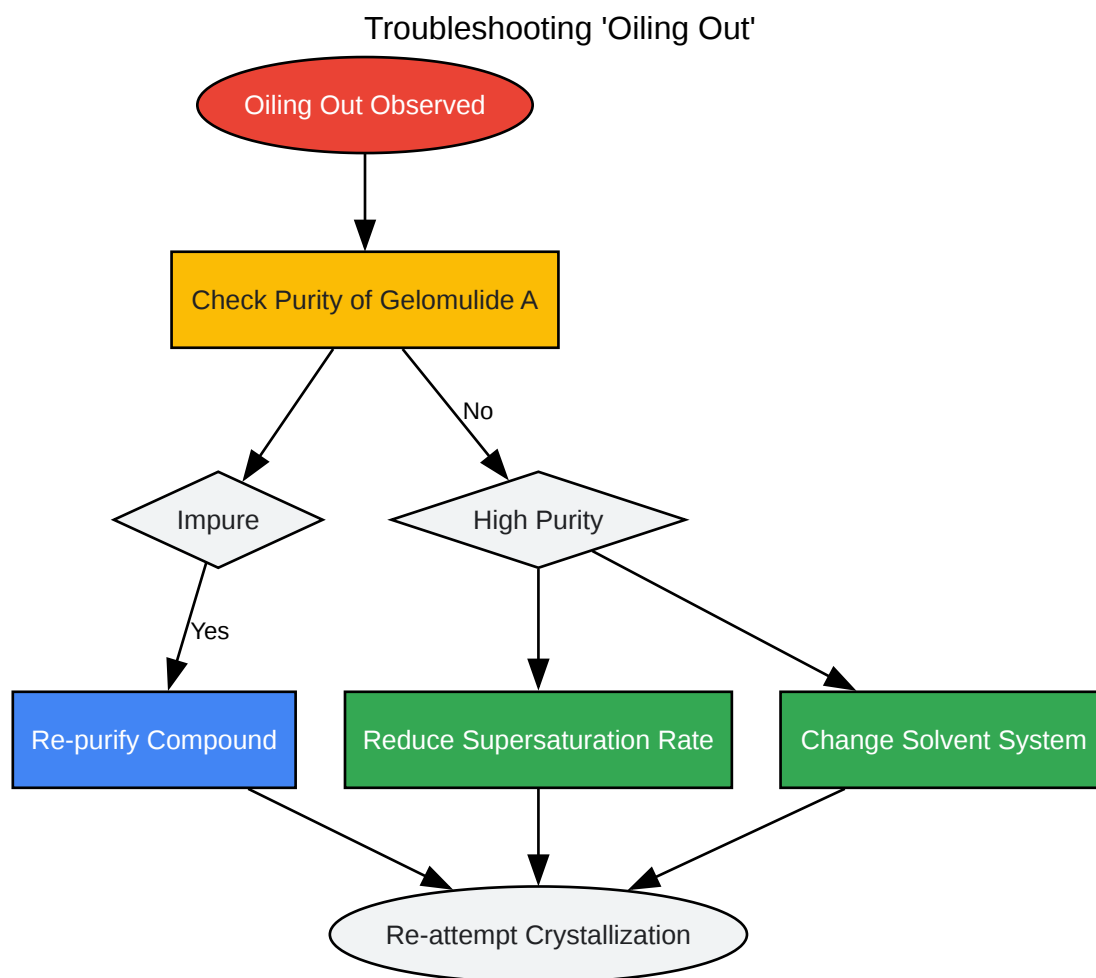 Troubleshooting 'Oiling Out'
Oiling Out Observed
Check Purity of Gelomulide A
No
Impure
High Purity
Yes
Re-purify Compound
Reduce Supersaturation Rate
Change Solvent System
Re-attempt Crystallization